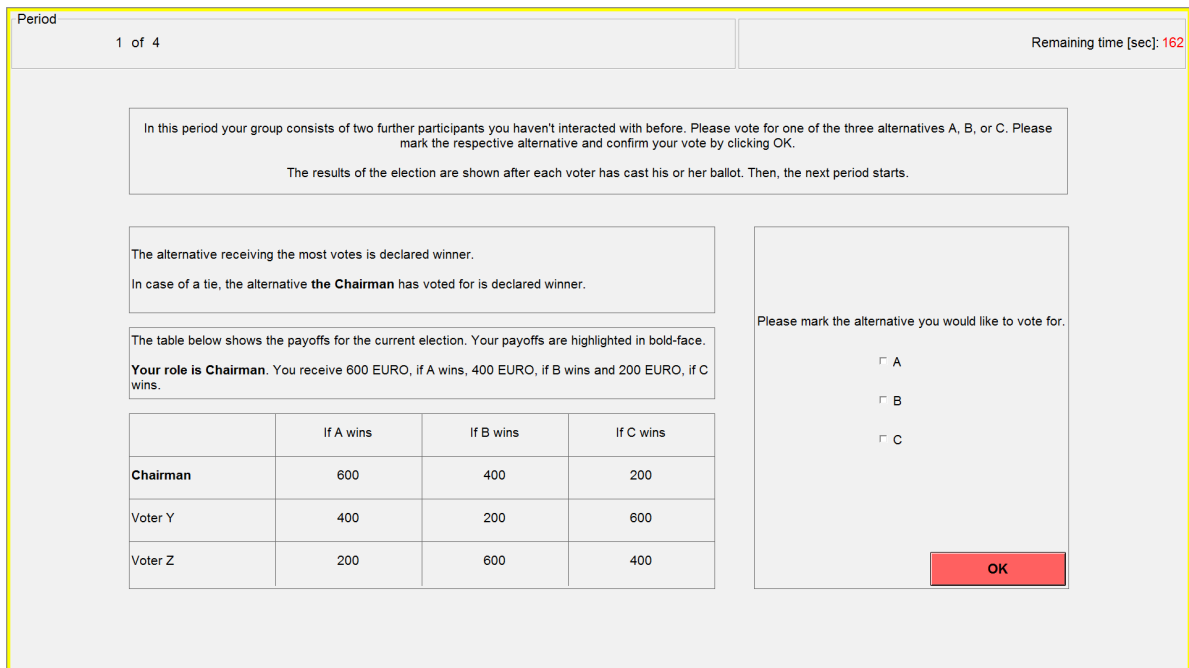 Period
1 of 4
Remaining time [sec]: 162
In this period your group consists of two further participants you haven't interacted with before. Please vote for one of the three alternatives A, B, or C. Please
mark the respective alternative and confirm your vote by clicking OK.
The results of the election are shown after each voter has cast his or her ballot. Then, the next period starts.
The alternative receiving the most votes is declared winner.
In case of a tie, the alternative the Chairman has voted for is declared winner.
The table below shows the payoffs for the current election. Your payoffs are highlighted in bold-face.
Your role is Chairman. You receive 600 EURO, if A wins, 400 EURO, if B wins and 200 EURO, if C
wins.
If A wins If B wins If C wins
Chairman 600 400 200
Voter Y 400 200 600
Voter Z 200 600 400
Please mark the alternative you would like to vote for.
A
B
C
OK